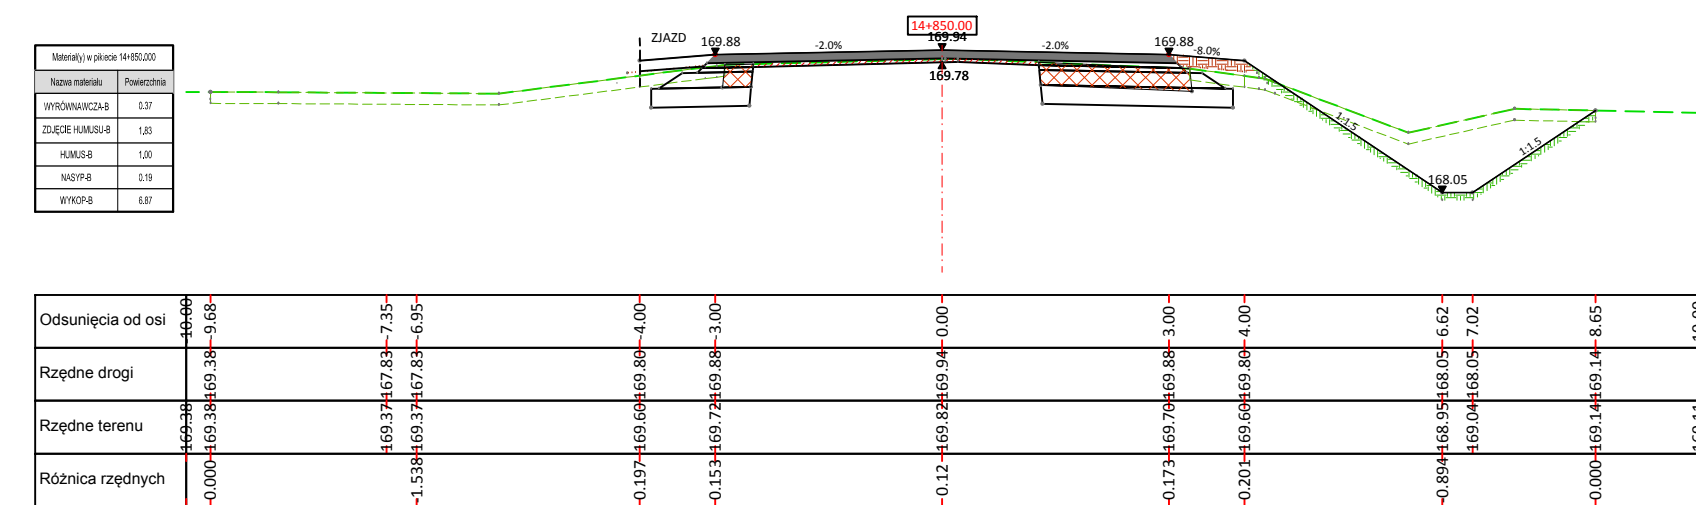 14+850.00
169.94
ZJAZD
169.88
-2.0%
-2.0%
169.88
-8.0%
169.78
Materiał(y) w pikiecie 14+850.000
Nazwa materiału Powierzchnia
WYRÓWNAWCZA-B 0.37
ZDJĘCIE HUMUSU-B 1.83
HUMUS-B 1.00
NASYP-B 0.19
WYKOP-B 6.87
1:1.5
1:1.5
168.05
Odsunięcia od osi -10.00 -9.68 -7.35 -6.95 -4.00 -3.00 0.00 3.00 4.00 6.62 7.02 8.65
Rzędne drogi 169.38 167.83 167.83 169.80 169.88 169.94 169.88 169.80 168.05 168.05 169.14
Rzędne terenu 169.38 169.38 169.37 169.37 169.60 169.72 169.82 169.70 169.60 168.95 169.04 169.14
Różnica rzędnych 0.000 1.538 0.197 0.153 0.12 0.173 0.201 0.894 0.000